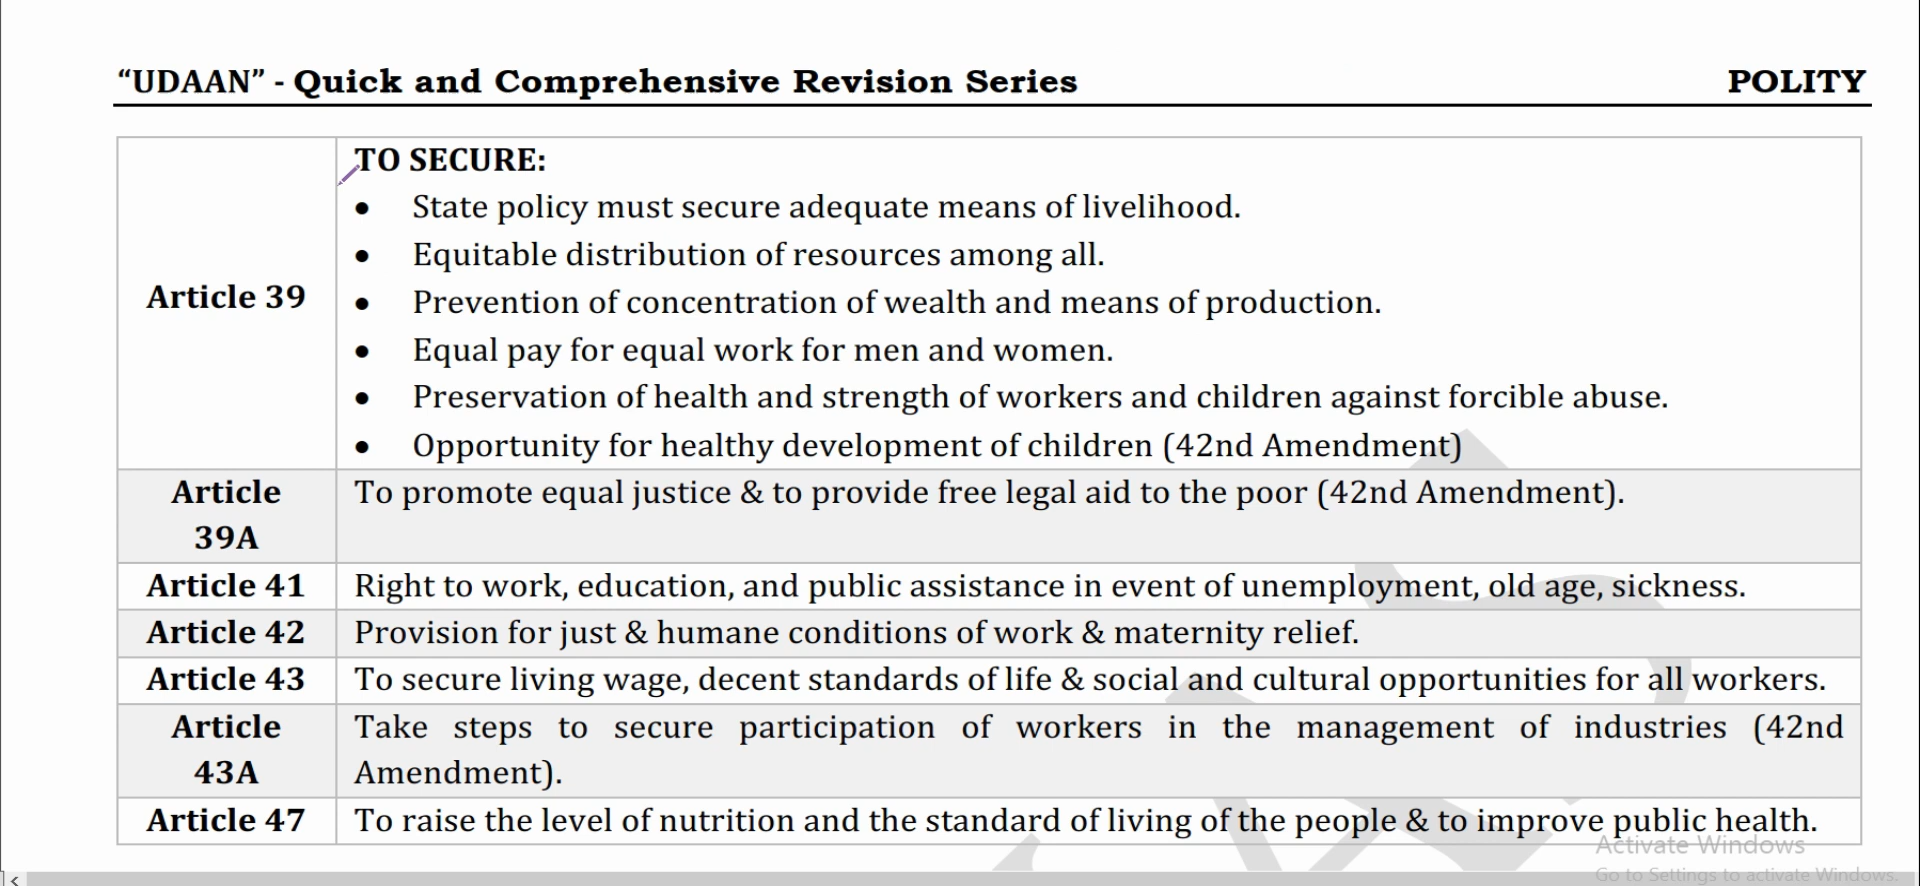 “UDAAN” - Quick and Comprehensive Revision Series POLITY
TO SECURE:
• State policy must secure adequate means of livelihood.
• Equitable distribution of resources among all.
Article 39
• Prevention of concentration of wealth and means of production.
• Equal pay for equal work for men and women.
• Preservation of health and strength of workers and children against forcible abuse.
• Opportunity for healthy development of children (42nd Amendment)
Article 39A
To promote equal justice & to provide free legal aid to the poor (42nd Amendment).
Article 41 Right to work, education, and public assistance in event of unemployment, old age, sickness.
Article 42 Provision for just & humane conditions of work & maternity relief.
Article 43 To secure living wage, decent standards of life & social and cultural opportunities for all workers.
Article 43A
Take steps to secure participation of workers in the management of industries (42nd
Amendment).
Article 47 To raise the level of nutrition and the standard of living of the people & to improve public health.
Activate Windows
Go to Settings to activate Windows.